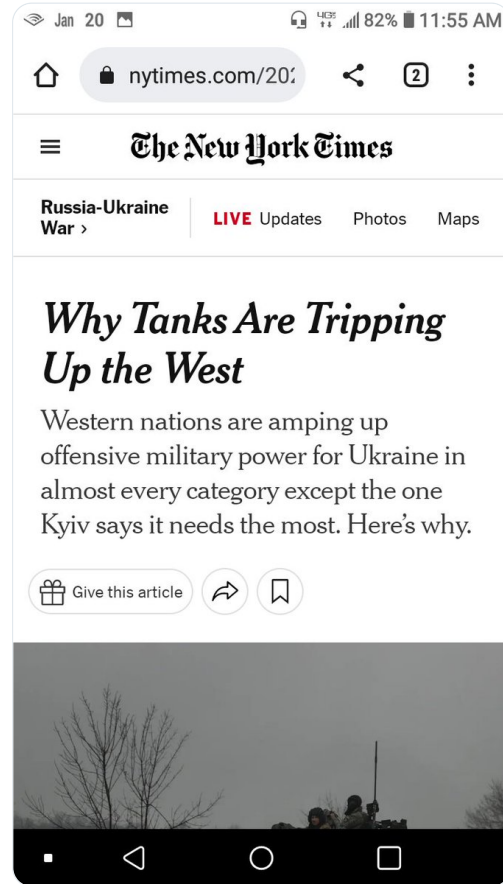 Jan 20 4GE 82% 11:55 AM
nytimes.com/202 2
The New York Times
Russia-Ukraine
War › LIVE Updates Photos Maps
Why Tanks Are Tripping
Up the West
Western nations are amping up
offensive military power for Ukraine in
almost every category except the one
Kyiv says it needs the most. Here’s why.
Give this article